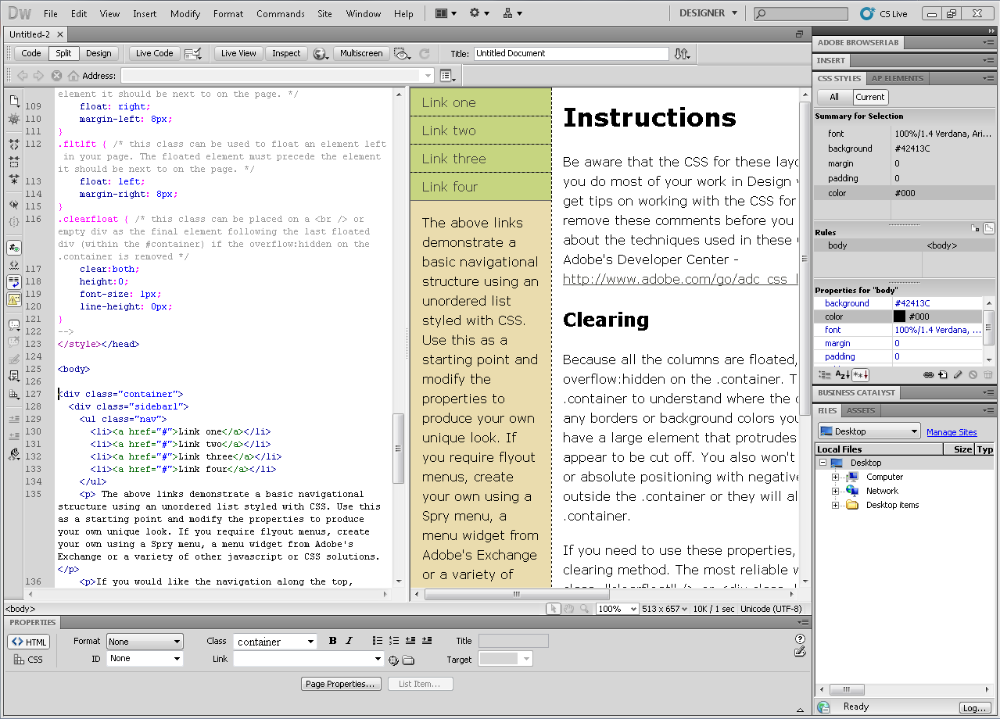 Dw File Edit View Insert Modify Format Commands Site Window Help DESIGNER CS Live
Untitled-2 ×
Code Split Design Live Code Live View Inspect Multiscreen Title: Untitled Document
Address:
element it should be next to on the page. */
109 float: right;
110 margin-left: 8px;
111 }
112 .fltlft { /* this class can be used to float an element left
in your page. The floated element must precede the element
it should be next to on the page. */
113 float: left;
114 margin-right: 8px;
115 }
116 .clearfloat { /* this class can be placed on a <br /> or
empty div as the final element following the last floated
div (within the #container) if the overflow:hidden on the
.container is removed */
117 clear:both;
118 height:0;
119 font-size: 1px;
120 line-height: 0px;
121 }
122 -->
123 </style></head>
124
125 <body>
126
127 <div class="container">
128 <div class="sidebar1">
129 <ul class="nav">
130 <li><a href="#">Link one</a></li>
131 <li><a href="#">Link two</a></li>
132 <li><a href="#">Link three</a></li>
133 <li><a href="#">Link four</a></li>
134 </ul>
135 <p> The above links demonstrate a basic navigational
structure using an unordered list styled with CSS. Use this
as a starting point and modify the properties to produce
your own unique look. If you require flyout menus, create
your own using a Spry menu, a menu widget from Adobe's
Exchange or a variety of other javascript or CSS solutions.
</p>
136 <p>If you would like the navigation along the top,
Link one
Link two
Link three
Link four
The above links
demonstrate a
basic navigational
structure using an
unordered list
styled with CSS.
Use this as a
starting point and
modify the
properties to
produce your own
unique look. If
you require flyout
menus, create
your own using a
Spry menu, a
menu widget from
Adobe's Exchange
or a variety of
Instructions
Be aware that the CSS for these layo
you do most of your work in Design v
get tips on working with the CSS for
remove these comments before you
about the techniques used in these
Adobe's Developer Center -
http://www.adobe.com/go/adc_css_l
Clearing
Because all the columns are floated,
overflow:hidden on the .container. T
.container to understand where the c
any borders or background colors you
have a large element that protrudes
appear to be cut off. You also won't
or absolute positioning with negative
outside the .container or they will al
.container.
If you need to use these properties,
clearing method. The most reliable w
<body> 100% 513 x 657 10K / 1 sec Unicode (UTF-8)
PROPERTIES
<> HTML Format None Class container B I Title
CSS ID None Link Target
Page Properties... List Item...
ADOBE BROWSERLAB
INSERT
CSS STYLES AP ELEMENTS
All Current
Summary for Selection
font 100%/1.4 Verdana, Ari...
background #42413C
margin 0
padding 0
color #000
Rules
body <body>
Properties for "body"
background #42413C
color #000
font 100%/1.4 Verdana, ...
margin 0
padding 0
BUSINESS CATALYST
FILES ASSETS
Desktop Manage Sites
Local Files Size Typ
Desktop
Computer
Network
Desktop items
Ready Log...